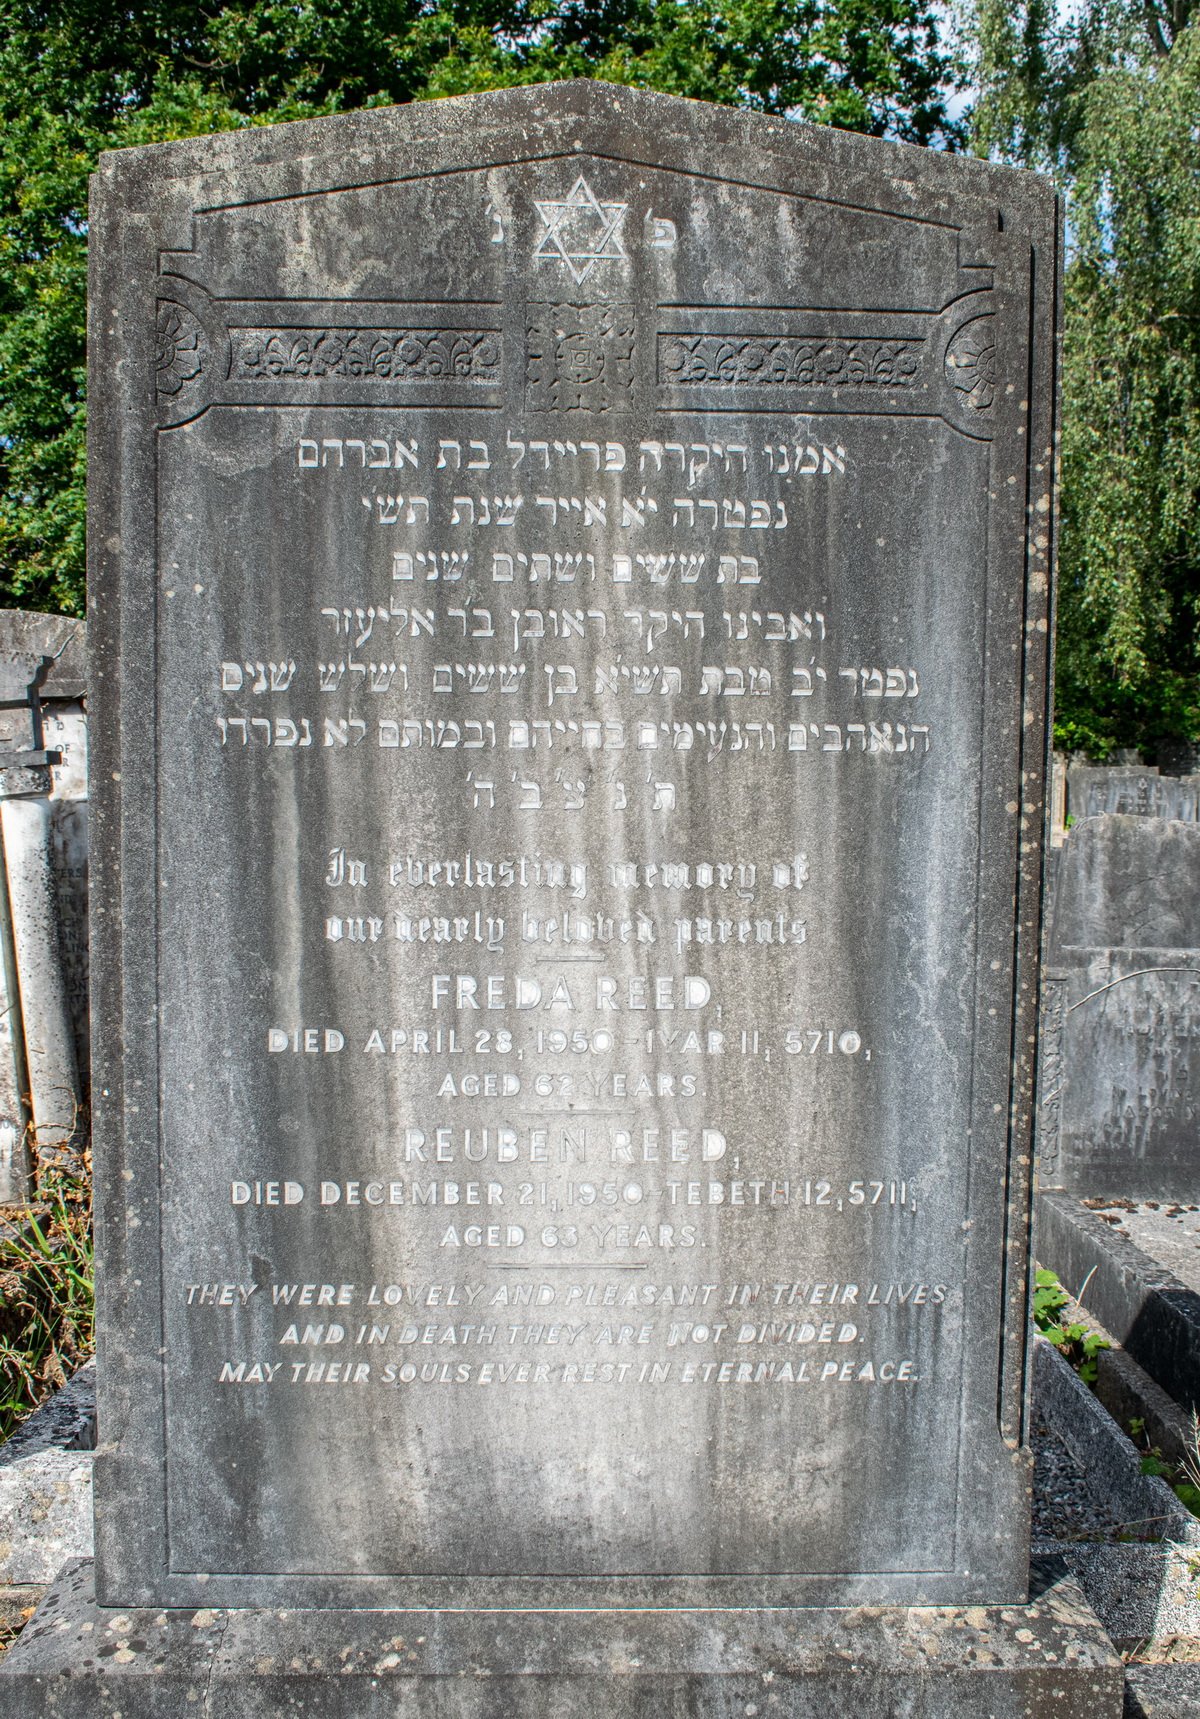 פ׳ נ׳
אמנו היקרה פריידל בת אברהם
נפטרה י״א אייר שנת תש״י
בת ששים ושתים שנים
ואבינו היקר ראובן ב״ר אליעזר
נפטר י״ב טבת תשי״א בן ששים ושלש שנים
הנאהבים והנעימים בחייהם ובמותם לא נפרדו
ת׳ נ׳ צ׳ ב׳ ה׳
In everlasting memory of
our dearly beloved parents
FREDA REED,
DIED APRIL 28, 1950-IYAR 11, 5710,
AGED 62 YEARS.
REUBEN REED,
DIED DECEMBER 21, 1950-TEBETH 12, 5711,
AGED 63 YEARS.
THEY WERE LOVELY AND PLEASANT IN THEIR LIVES
AND IN DEATH THEY ARE NOT DIVIDED.
MAY THEIR SOULS EVER REST IN ETERNAL PEACE.